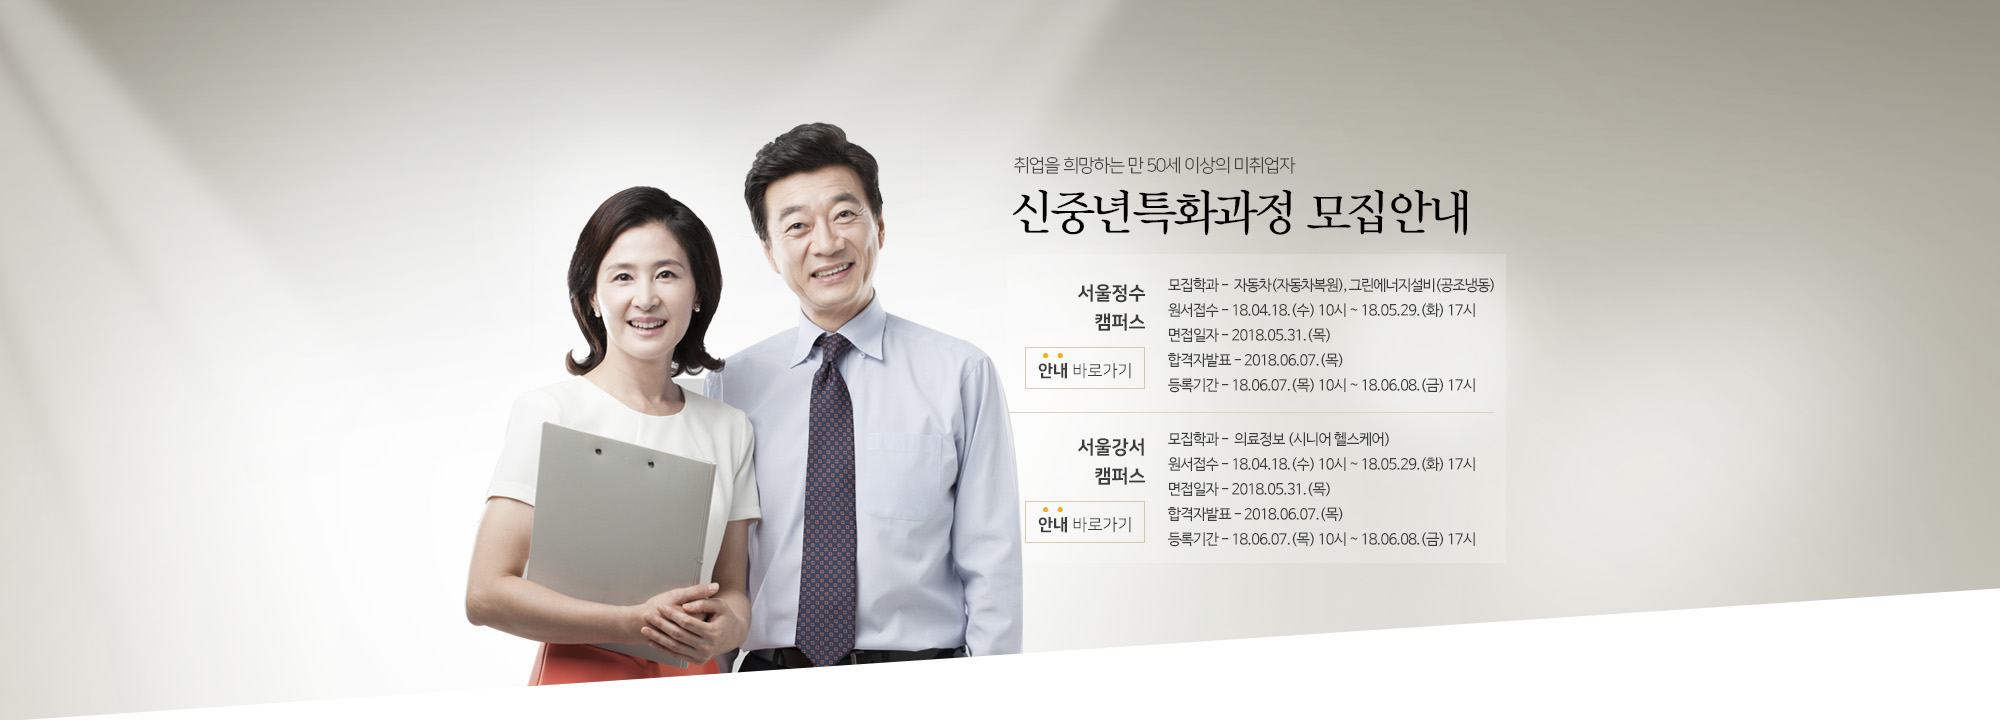 취업을 희망하는 만 50세 이상의 미취업자
신중년특화과정 모집안내
서울정수
캠퍼스
안내 바로가기
모집학과 - 자동차(자동차복원), 그린에너지설비(공조냉동)
원서접수 - 18.04.18.(수) 10시 ~ 18.05.29.(화) 17시
면접일자 - 2018.05.31.(목)
합격자발표 - 2018.06.07.(목)
등록기간 - 18.06.07.(목) 10시 ~ 18.06.08.(금) 17시
서울강서
캠퍼스
안내 바로가기
모집학과 - 의료정보 (시니어 헬스케어)
원서접수 - 18.04.18.(수) 10시 ~ 18.05.29.(화) 17시
면접일자 - 2018.05.31.(목)
합격자발표 - 2018.06.07.(목)
등록기간 - 18.06.07.(목) 10시 ~ 18.06.08.(금) 17시